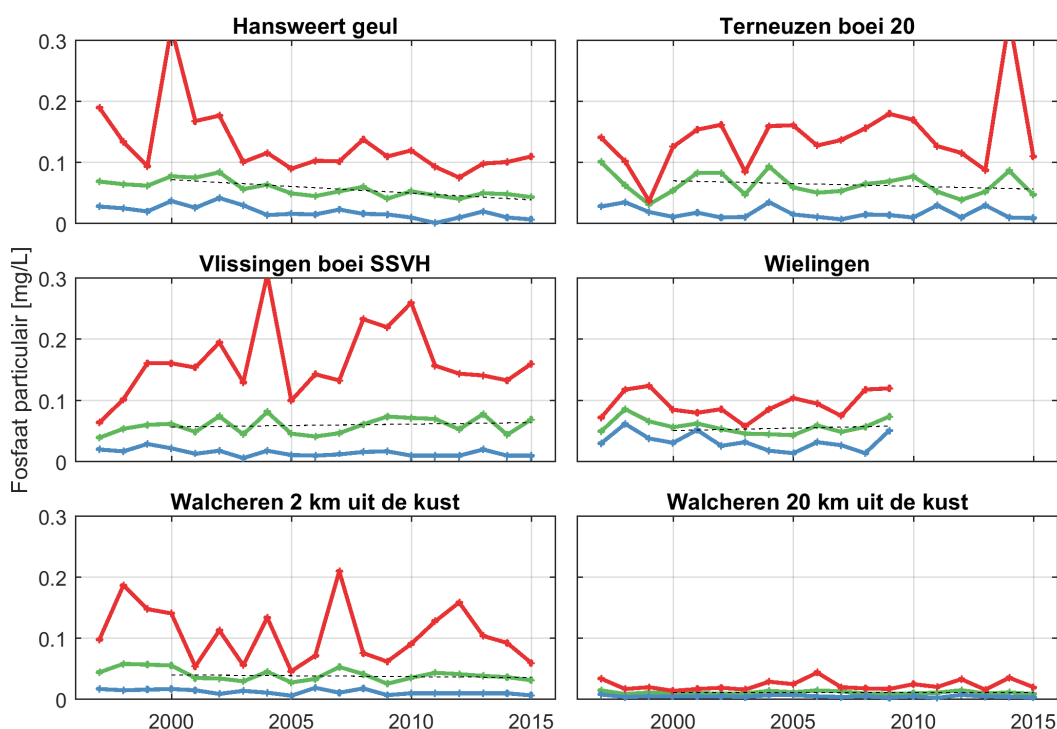 Hansweert geul
Terneuzen boei 20
0.3
0.2
0.1
0
Vlissingen boei SSVH
Wielingen
0.3
0.2
0.1
0
Fosfaat particulair [mg/L]
Walcheren 2 km uit de kust
Walcheren 20 km uit de kust
0.3
0.2
0.1
0
2000 2005 2010 2015
2000 2005 2010 2015